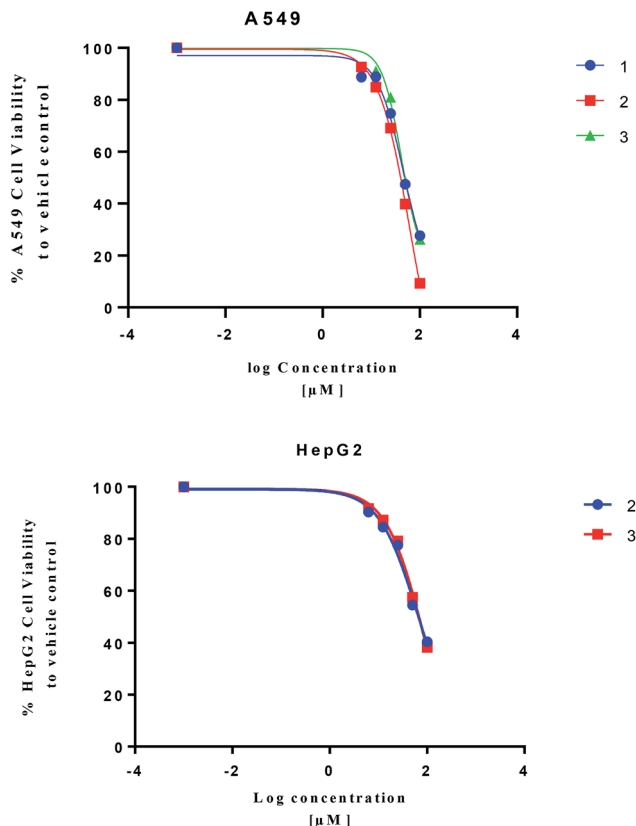 A549
100
80
60
40
20
0
% A549 Cell Viability
to vehicle control
-4
-2
0
2
4
log Concentration
[µM]
1
2
3
HepG2
100
80
60
40
20
0
% HepG2 Cell Viability
to vehicle control
-4
-2
0
2
4
Log concentration
[µM]
2
3